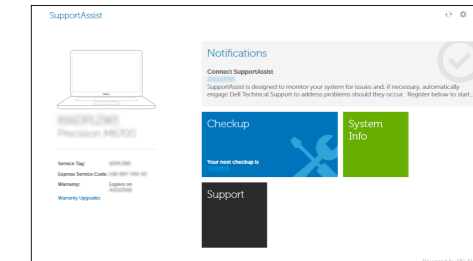 SupportAssist
Precision M6700
Service Tag:
Express Service Code:
Warranty: Expires on
Warranty Upgrades
Notifications
Connect SupportAssist
SupportAssist is designed to monitor your system for issues and, if necessary, automatically
engage Dell Technical Support to address problems should they occur. Register below to start...
Checkup
Your next checkup is
System
Info
Support